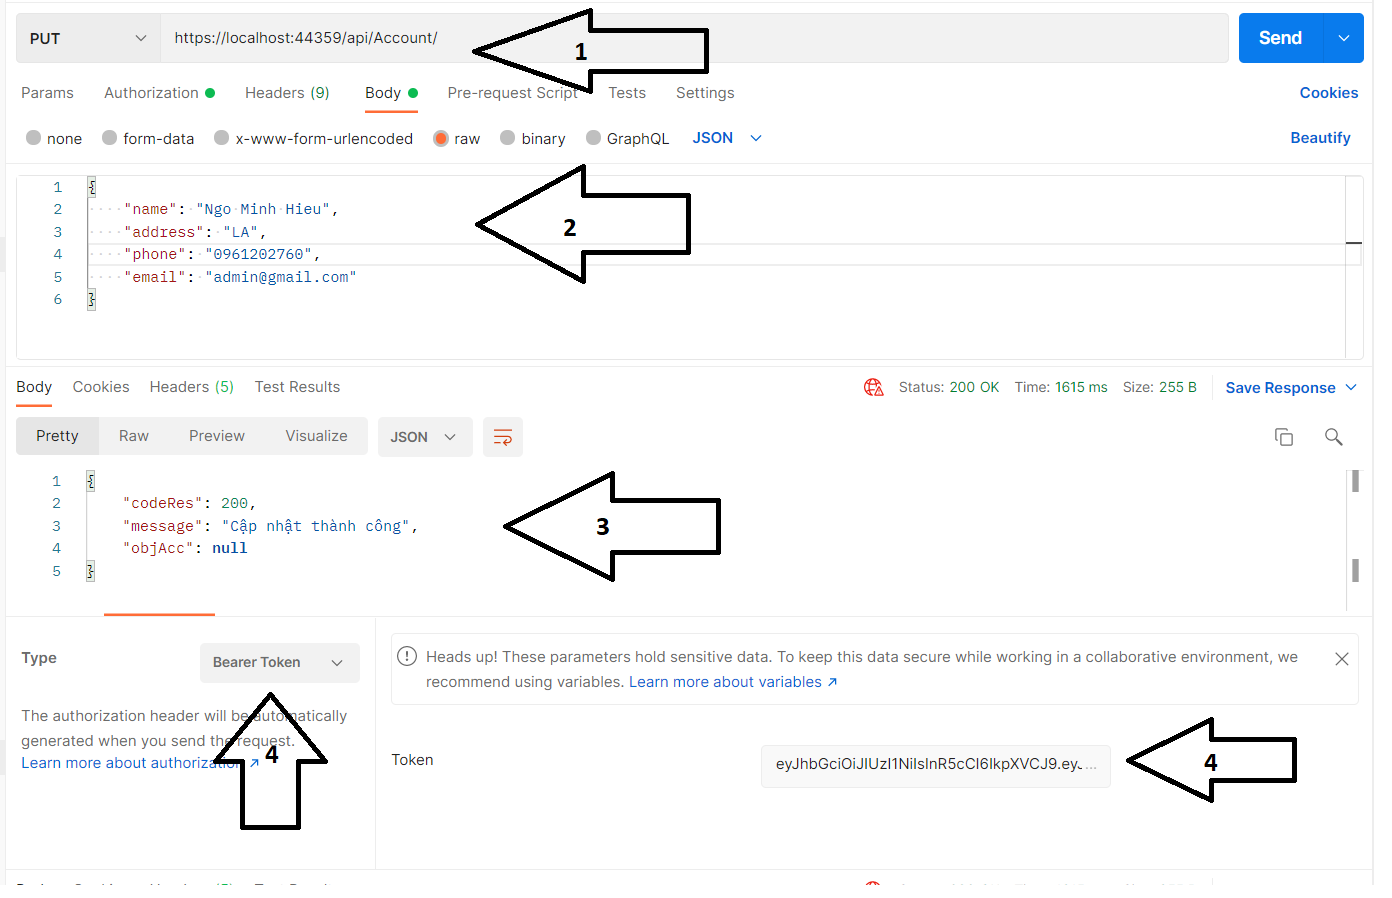 PUT https://localhost:44359/api/Account/ 1 Send
Params Authorization Headers (9) Body Pre-request Script Tests Settings Cookies
none form-data x-www-form-urlencoded raw binary GraphQL JSON Beautify
1 {
2 "name": "Ngo Minh Hieu",
3 "address": "LA",
4 "phone": "0961202760",
5 "email": "admin@gmail.com"
6 }
2
Body Cookies Headers (5) Test Results Status: 200 OK Time: 1615 ms Size: 255 B Save Response
Pretty Raw Preview Visualize JSON
1 {
2 "codeRes": 200,
3 "message": "Cập nhật thành công",
4 "objAcc": null
5 }
3
Type Bearer Token
The authorization header will be automatically
generated when you send the request.
Learn more about authorization ↗
4
Heads up! These parameters hold sensitive data. To keep this data secure while working in a collaborative environment, we
recommend using variables. Learn more about variables ↗
Token eyJhbGciOiJIUzI1NiIsInR5cCI6IkpXVCJ9.eyJ... 4